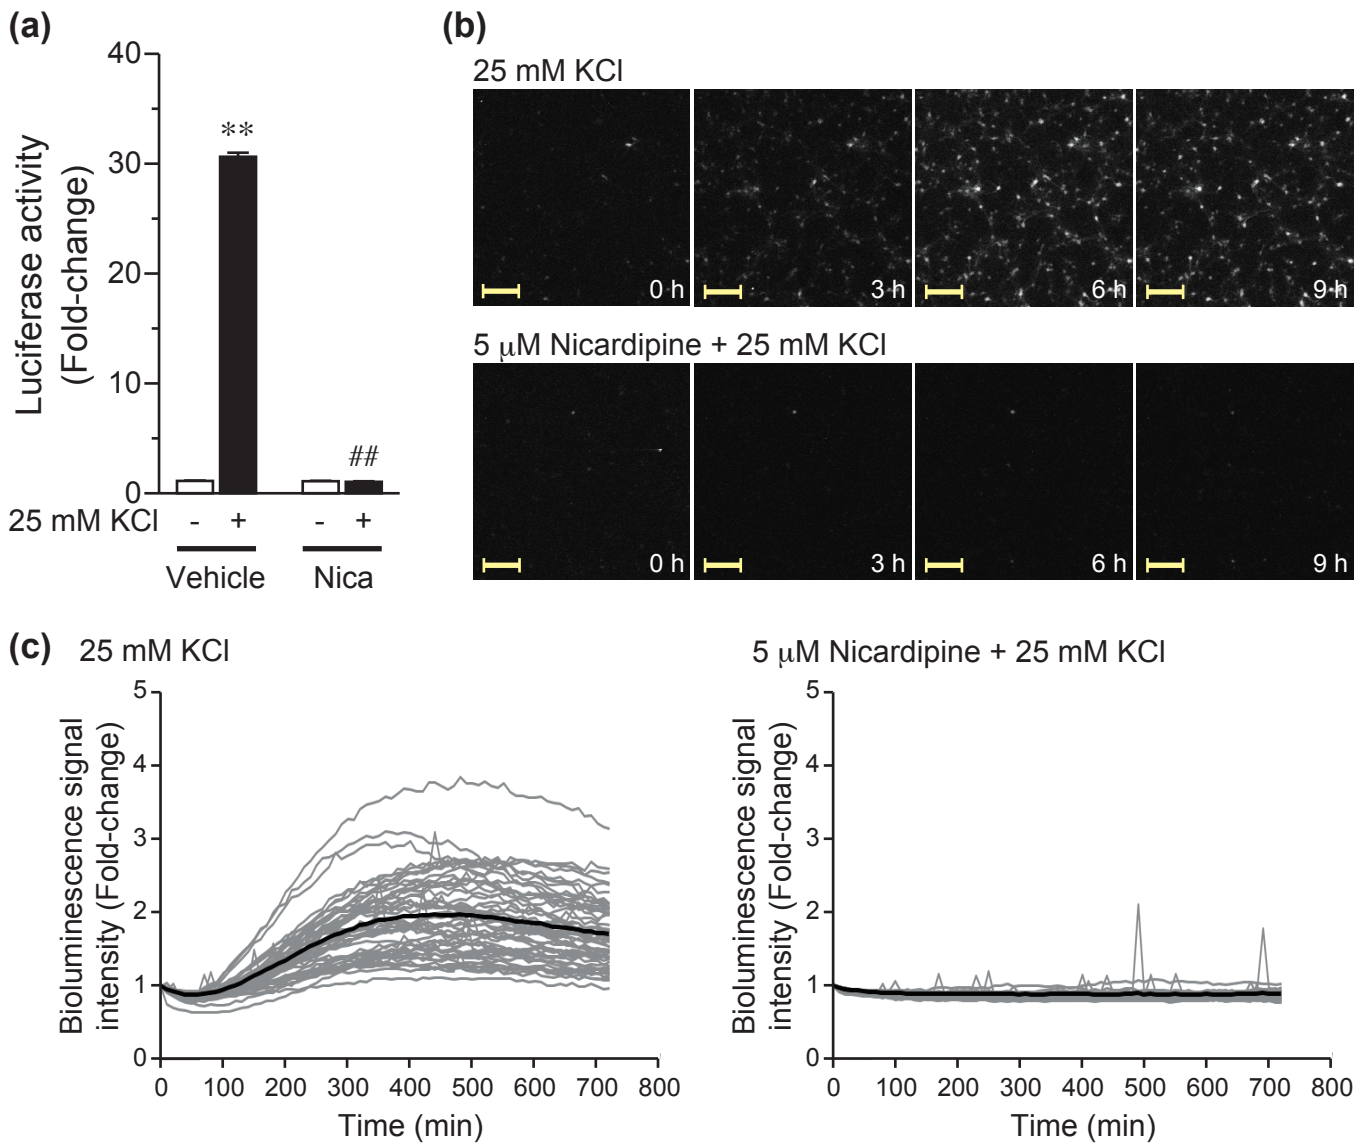 (a)
40
30
20
10
0
Luciferase activity
(Fold-change)
**
##
25 mM KCl - + - +
Vehicle Nica
(b)
25 mM KCl
0 h 3 h 6 h 9 h
5 μM Nicardipine + 25 mM KCl
0 h 3 h 6 h 9 h
(c) 25 mM KCl
5
4
3
2
1
0
Bioluminescence signal
intensity (Fold-change)
0 100 200 300 400 500 600 700 800
Time (min)
5 μM Nicardipine + 25 mM KCl
5
4
3
2
1
0
Bioluminescence signal
intensity (Fold-change)
0 100 200 300 400 500 600 700 800
Time (min)